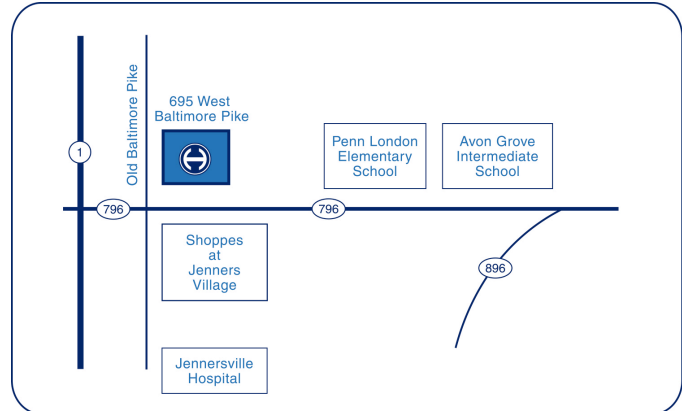 Old Baltimore Pike
695 West
Baltimore Pike
1
Penn London
Elementary
School
Avon Grove
Intermediate
School
796
796
Shoppes
at
Jenners
Village
896
Jennersville
Hospital